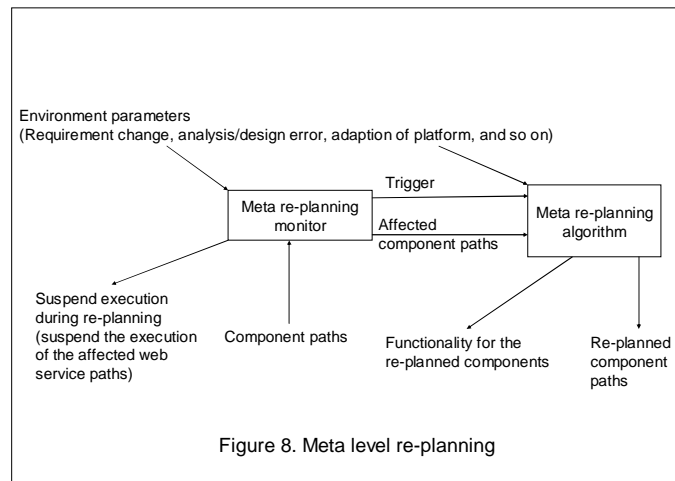 Environment parameters
(Requirement change, analysis/design error, adaption of platform, and so on)
Trigger
Meta re-planning
monitor
Meta re-planning
algorithm
Affected
component paths
Suspend execution
during re-planning
(suspend the execution
of the affected web
service paths)
Component paths
Functionality for the
re-planned components
Re-planned
component
paths
Figure 8. Meta level re-planning